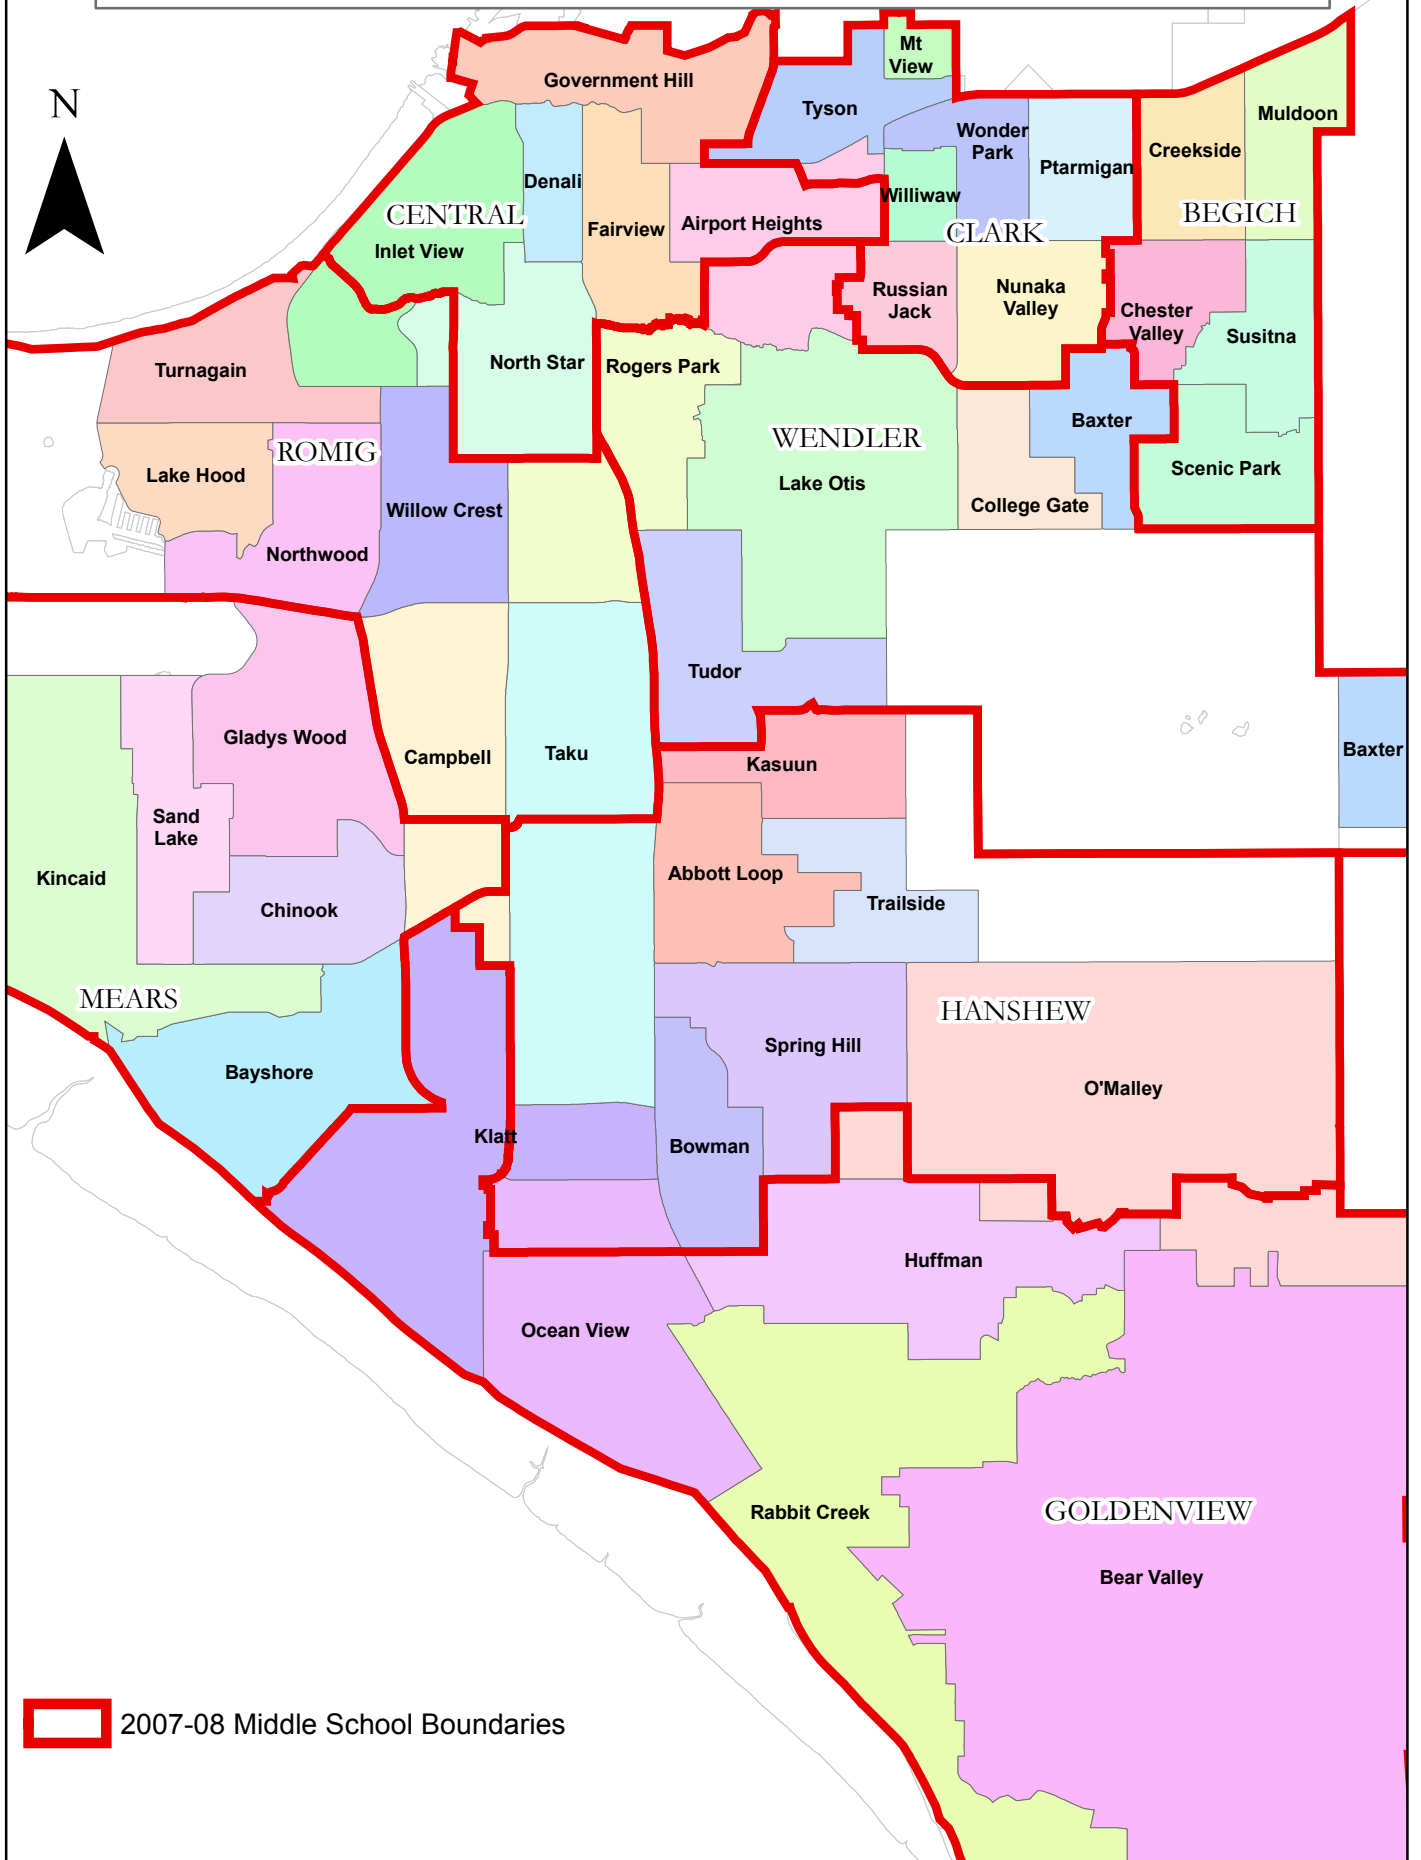 Mt
View
Government Hill
N
Tyson
Muldoon
Wonder
Park
Creekside
Ptarmigan
Denali
Williwaw
CENTRAL
BEGICH
Airport Heights
Fairview
CLARK
Inlet View
Russian
Jack
Nunaka
Valley
Chester
Valley
Susitna
North Star
Rogers Park
Turnagain
Baxter
WENDLER
ROMIG
Lake Hood
Scenic Park
Lake Otis
College Gate
Willow Crest
Northwood
Tudor
Gladys Wood
Baxter
Campbell
Taku
Kasuun
Sand
Lake
Abbott Loop
Kincaid
Trailside
Chinook
MEARS
HANSHEW
Spring Hill
Bayshore
O'Malley
Klatt
Bowman
Huffman
Ocean View
Rabbit Creek
GOLDENVIEW
Bear Valley
2007-08 Middle School Boundaries